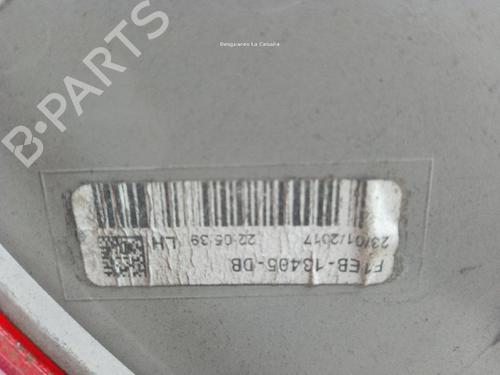 Desguaces La Cabaña
B-PARTS
F1EB-13405-DB
23/01/2017 22:05:39 LH